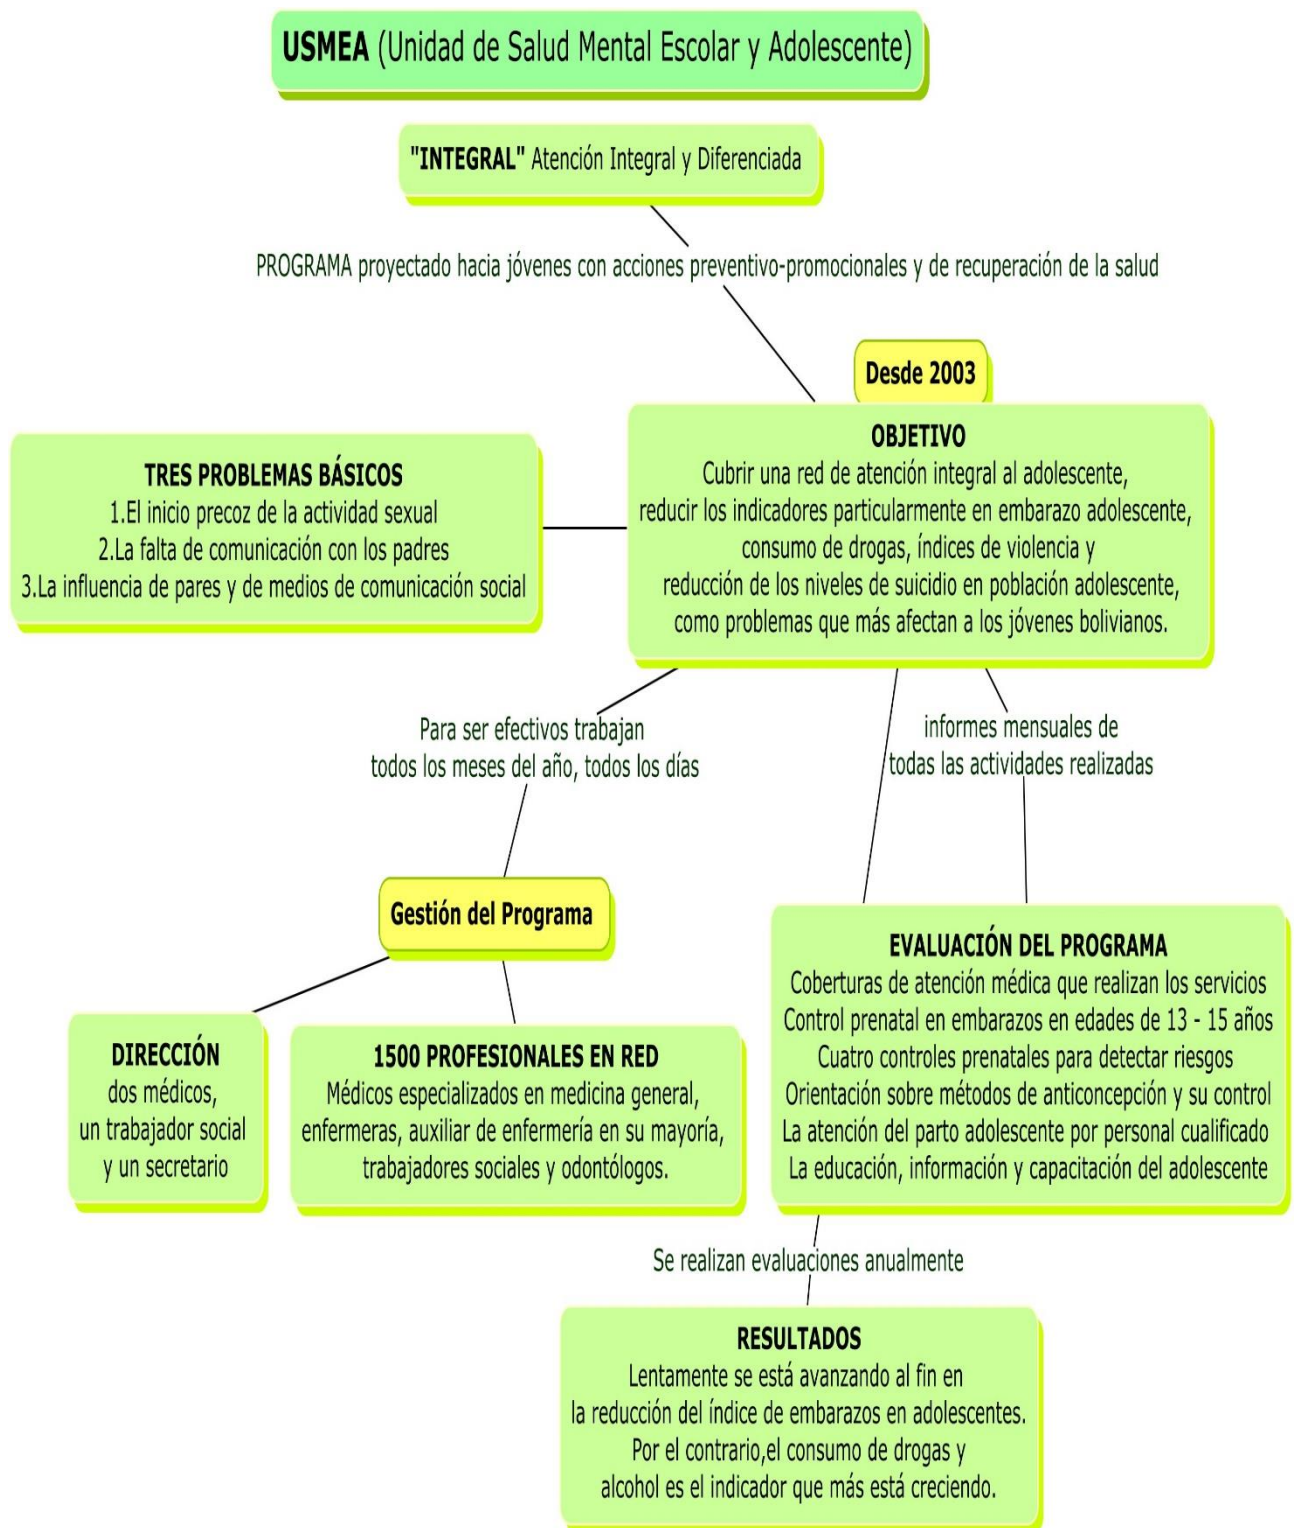 USMEA (Unidad de Salud Mental Escolar y Adolescente)
"INTEGRAL" Atención Integral y Diferenciada
PROGRAMA proyectado hacia jóvenes con acciones preventivo-promocionales y de recuperación de la salud
Desde 2003
OBJETIVO
Cubrir una red de atención integral al adolescente,
reducir los indicadores particularmente en embarazo adolescente,
consumo de drogas, índices de violencia y
reducción de los niveles de suicidio en población adolescente,
como problemas que más afectan a los jóvenes bolivianos.
TRES PROBLEMAS BÁSICOS
1.El inicio precoz de la actividad sexual
2.La falta de comunicación con los padres
3.La influencia de pares y de medios de comunicación social
Para ser efectivos trabajan
todos los meses del año, todos los días
informes mensuales de
todas las actividades realizadas
Gestión del Programa
DIRECCIÓN
dos médicos,
un trabajador social
y un secretario
1500 PROFESIONALES EN RED
Médicos especializados en medicina general,
enfermeras, auxiliar de enfermería en su mayoría,
trabajadores sociales y odontólogos.
EVALUACIÓN DEL PROGRAMA
Coberturas de atención médica que realizan los servicios
Control prenatal en embarazos en edades de 13 - 15 años
Cuatro controles prenatales para detectar riesgos
Orientación sobre métodos de anticoncepción y su control
La atención del parto adolescente por personal cualificado
La educación, información y capacitación del adolescente
Se realizan evaluaciones anualmente
RESULTADOS
Lentamente se está avanzando al fin en
la reducción del índice de embarazos en adolescentes.
Por el contrario,el consumo de drogas y
alcohol es el indicador que más está creciendo.